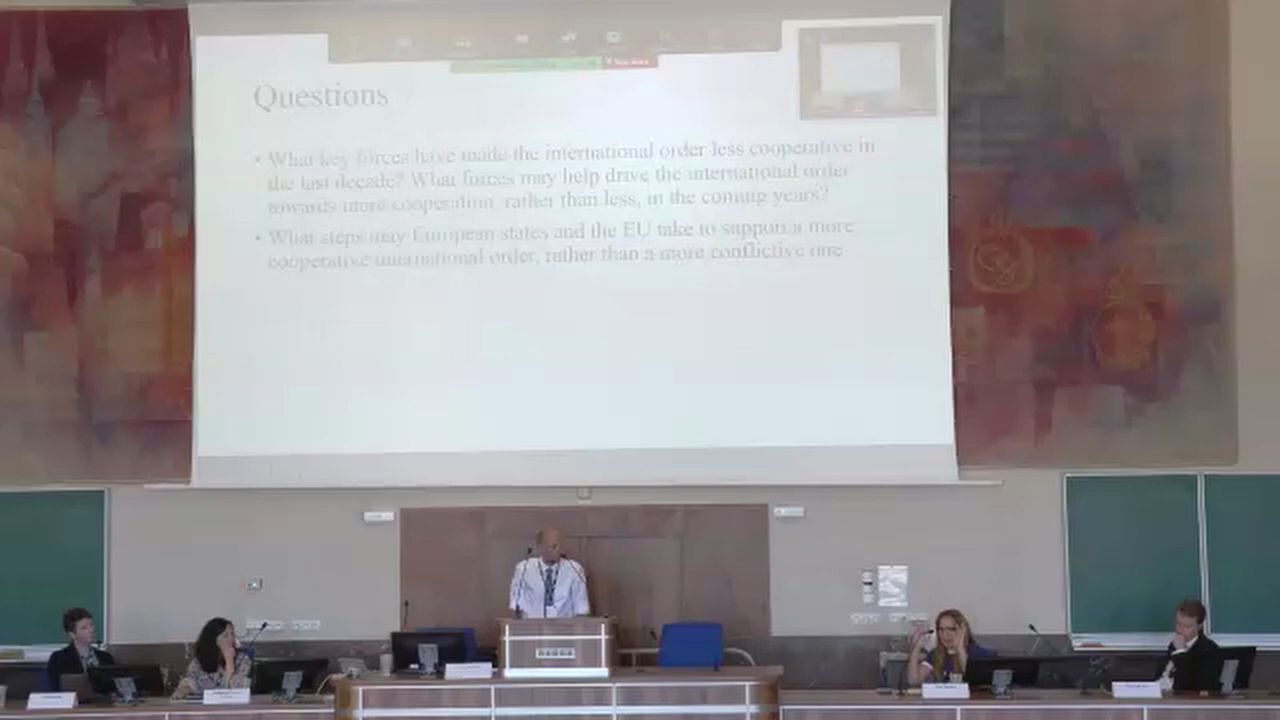 Questions
• What key forces have made the international order less cooperative in
the last decade? What forces may help drive the international order
towards more cooperation, rather than less, in the coming years?
• What steps may European states and the EU take to support a more
cooperative international order, rather than a more conflictive one